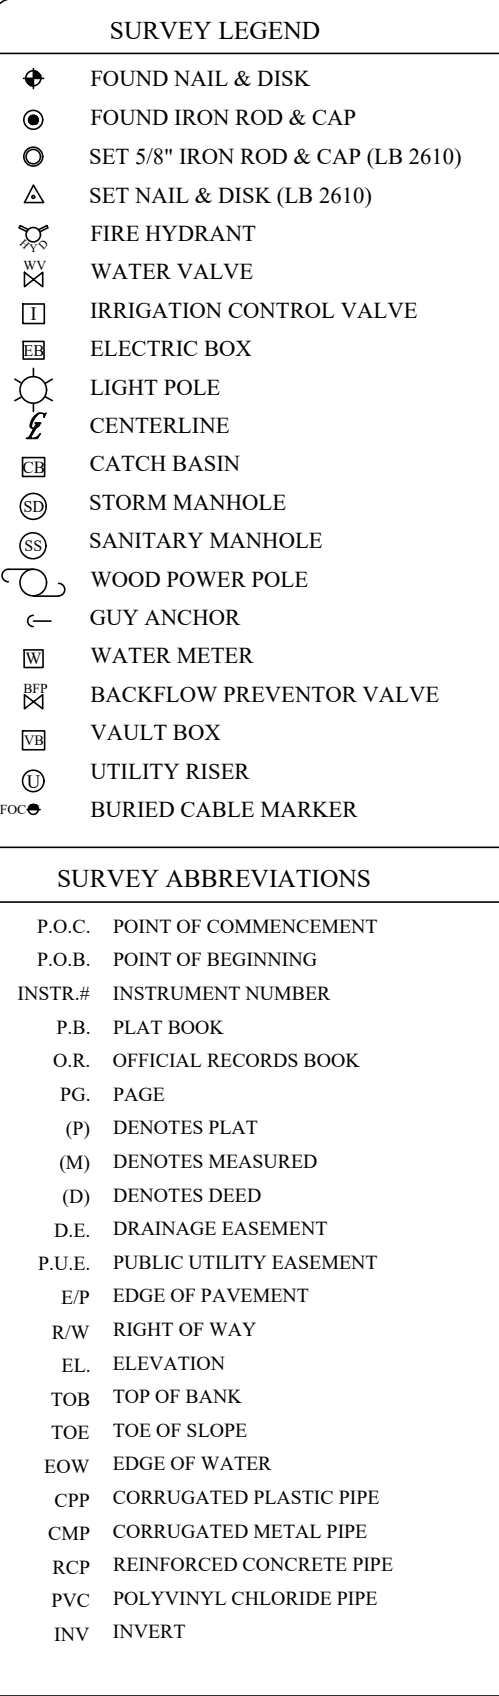 SURVEY LEGEND
FOUND NAIL & DISK
FOUND IRON ROD & CAP
SET 5/8" IRON ROD & CAP (LB 2610)
SET NAIL & DISK (LB 2610)
HYD FIRE HYDRANT
WV WATER VALVE
I IRRIGATION CONTROL VALVE
EB ELECTRIC BOX
LIGHT POLE
CENTERLINE
CB CATCH BASIN
SD STORM MANHOLE
SS SANITARY MANHOLE
WOOD POWER POLE
GUY ANCHOR
W WATER METER
BFP BACKFLOW PREVENTOR VALVE
VB VAULT BOX
U UTILITY RISER
FOC BURIED CABLE MARKER
SURVEY ABBREVIATIONS
P.O.C. POINT OF COMMENCEMENT
P.O.B. POINT OF BEGINNING
INSTR.# INSTRUMENT NUMBER
P.B. PLAT BOOK
O.R. OFFICIAL RECORDS BOOK
PG. PAGE
(P) DENOTES PLAT
(M) DENOTES MEASURED
(D) DENOTES DEED
D.E. DRAINAGE EASEMENT
P.U.E. PUBLIC UTILITY EASEMENT
E/P EDGE OF PAVEMENT
R/W RIGHT OF WAY
EL. ELEVATION
TOB TOP OF BANK
TOE TOE OF SLOPE
EOW EDGE OF WATER
CPP CORRUGATED PLASTIC PIPE
CMP CORRUGATED METAL PIPE
RCP REINFORCED CONCRETE PIPE
PVC POLYVINYL CHLORIDE PIPE
INV INVERT